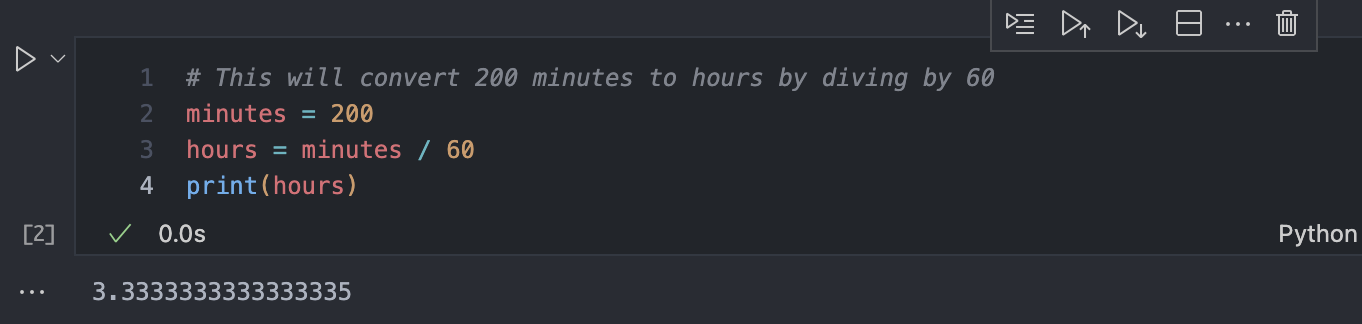 1 # This will convert 200 minutes to hours by diving by 60
2 minutes = 200
3 hours = minutes / 60
4 print(hours)
[2] 0.0s Python
3.3333333333333335